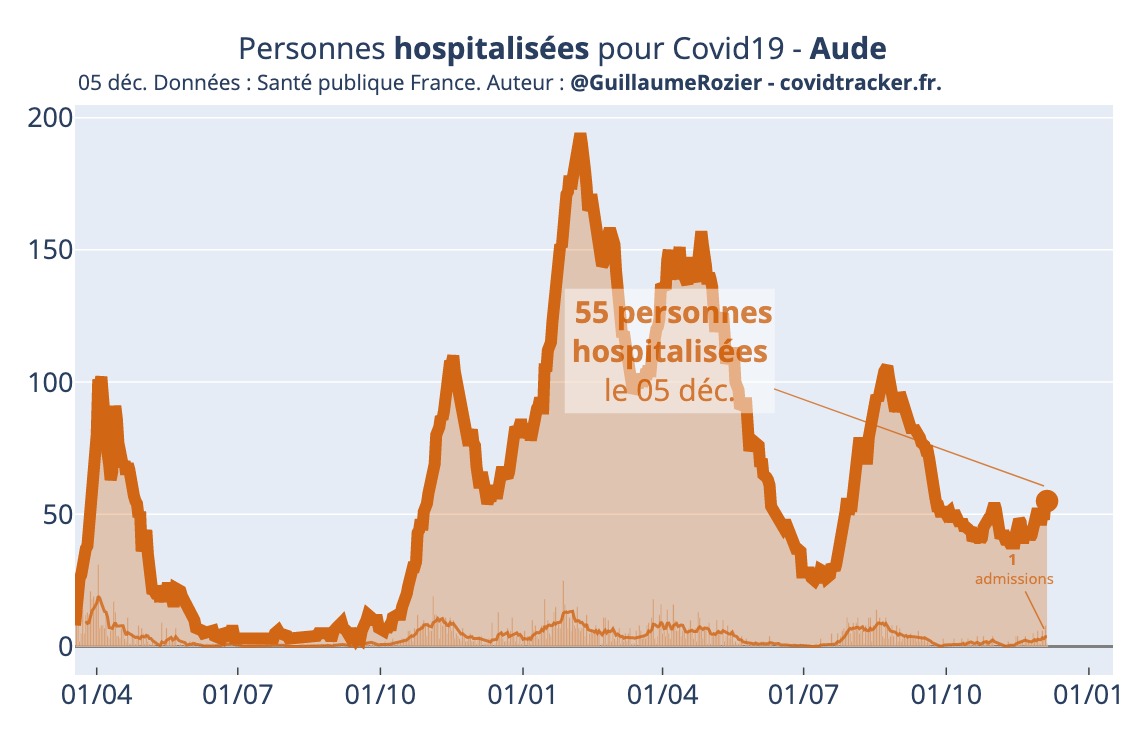 Personnes hospitalisées pour Covid19 - Aude
05 déc. Données : Santé publique France. Auteur : @GuillaumeRozier - covidtracker.fr.
200
150
100
50
0
55 personnes
hospitalisées
le 05 déc.
1
admissions
01/04 01/07 01/10 01/01 01/04 01/07 01/10 01/01